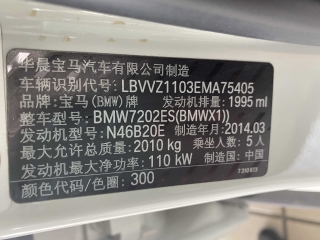 华晨宝马汽车有限公司制造
车辆识别代号: LBVVZ1103EMA75405
品牌: 宝马(BMW)牌 发动机排量: 1995 ml
整车型号: BMW7202ES(BMWX1))
发动机型号: N46B20E 制造年月: 2014.03
最大允许总质量: 2010 kg 乘坐人数: 5人
发动机最大净功率: 110 kW 制造国: 中国
颜色代号/色圈: 300